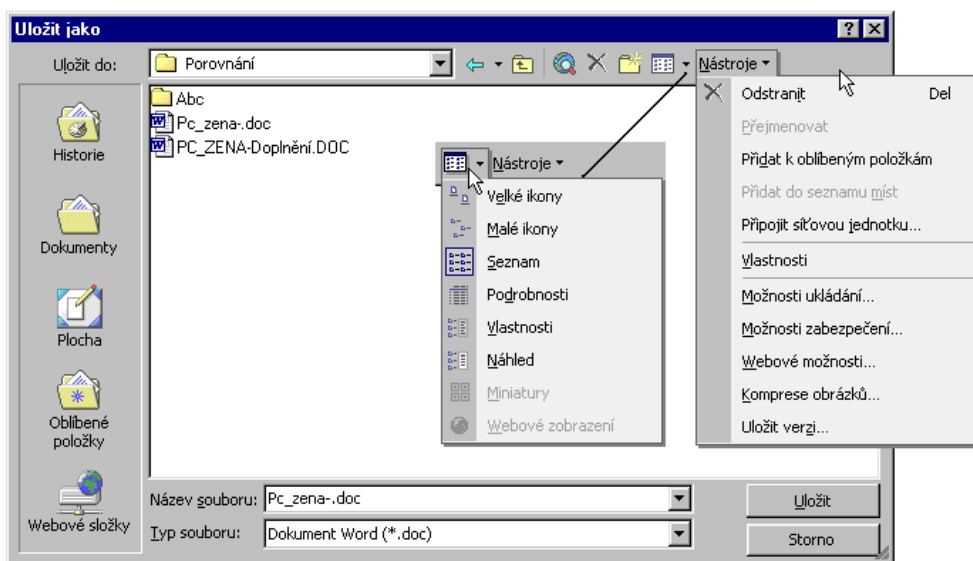 Uložit jako
Uložit do:
Porovnání
Nástroje
Historie
Dokumenty
Plocha
Oblíbené
položky
Webové složky
Abc
Pc_zena-.doc
PC_ZENA-Doplnění.DOC
Nástroje
Velké ikony
Malé ikony
Seznam
Podrobnosti
Vlastnosti
Náhled
Miniatury
Webové zobrazení
Odstranit Del
Přejmenovat
Přidat k oblíbeným položkám
Přidat do seznamu míst
Připojit síťovou jednotku...
Vlastnosti
Možnosti ukládání...
Možnosti zabezpečení...
Webové možnosti...
Komprese obrázků...
Uložit verzi...
Název souboru: Pc_zena-.doc
Uložit
Typ souboru: Dokument Word (*.doc)
Storno